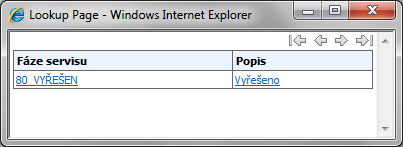 Lookup Page - Windows Internet Explorer
Fáze servisu Popis
80_VYŘEŠEN Vyřešeno